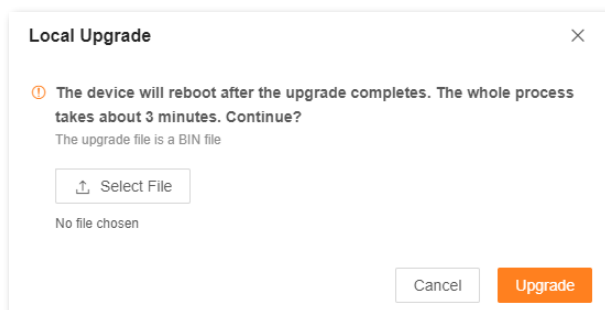 Local Upgrade
The device will reboot after the upgrade completes. The whole process
takes about 3 minutes. Continue?
The upgrade file is a BIN file
Select File
No file chosen
Cancel
Upgrade